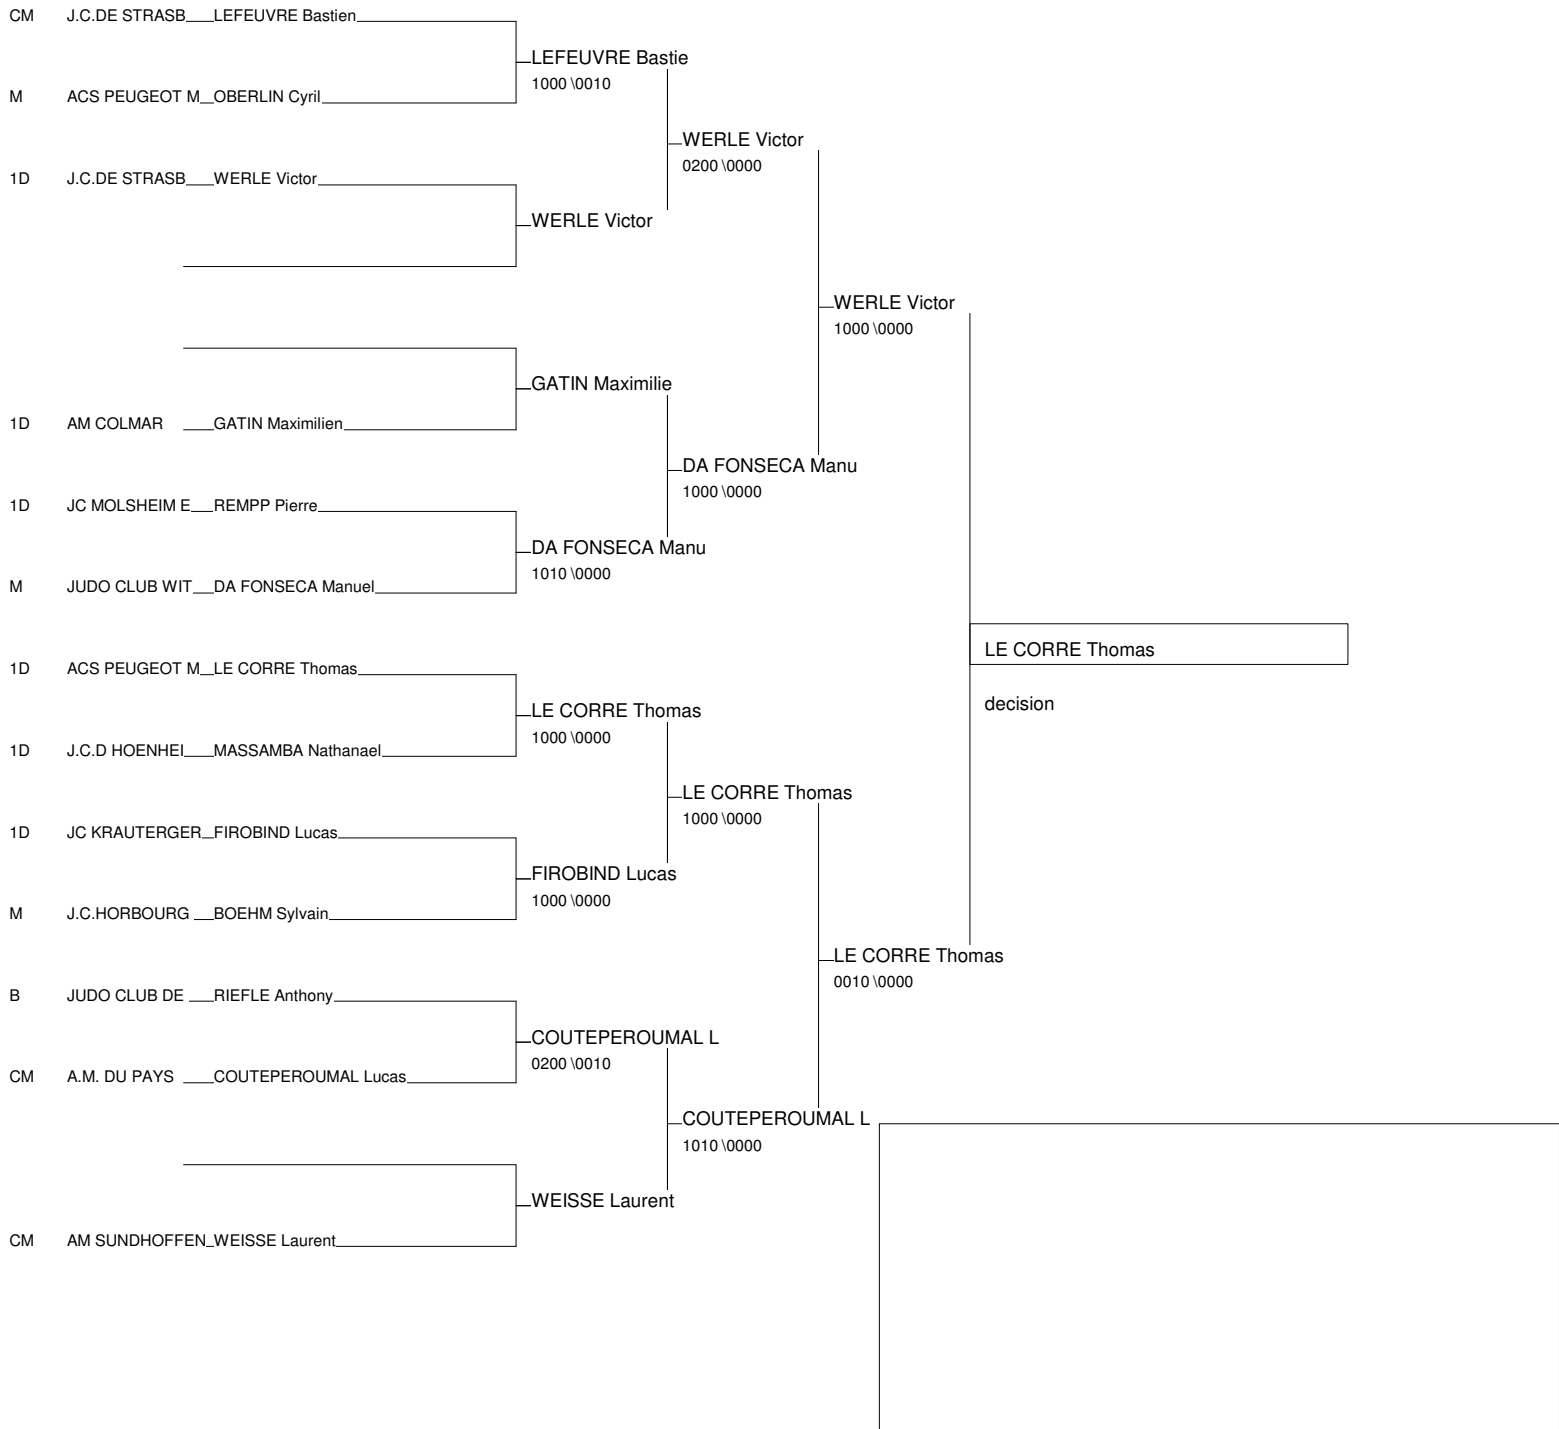 CM J.C.DE STRASB LEFEUVRE Bastien
LEFEUVRE Bastie
1000 \0010
M ACS PEUGEOT M OBERLIN Cyril
WERLE Victor
0200 \0000
1D J.C.DE STRASB WERLE Victor
WERLE Victor
WERLE Victor
1000 \0000
GATIN Maximilie
1D AM COLMAR GATIN Maximilien
DA FONSECA Manu
1000 \0000
1D JC MOLSHEIM E REMPP Pierre
DA FONSECA Manu
1010 \0000
M JUDO CLUB WIT DA FONSECA Manuel
LE CORRE Thomas
1D ACS PEUGEOT M LE CORRE Thomas
decision
LE CORRE Thomas
1000 \0000
1D J.C.D HOENHEI MASSAMBA Nathanael
LE CORRE Thomas
1000 \0000
1D JC KRAUTERGER FIROBIND Lucas
FIROBIND Lucas
1000 \0000
M J.C.HORBOURG BOEHM Sylvain
LE CORRE Thomas
0010 \0000
B JUDO CLUB DE RIEFLE Anthony
COUTEPEROUMAL L
0200 \0010
CM A.M. DU PAYS COUTEPEROUMAL Lucas
COUTEPEROUMAL L
1010 \0000
WEISSE Laurent
CM AM SUNDHOFFEN WEISSE Laurent